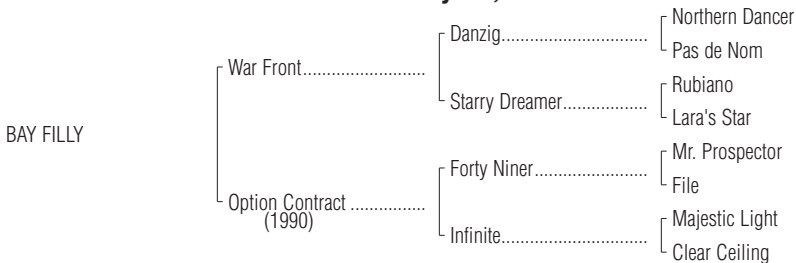 Northern Dancer
Danzig..................................
Pas de Nom
War Front.........................
Rubiano
Starry Dreamer....................
Lara's Star
BAY FILLY
Mr. Prospector
Forty Niner..........................
File
Option Contract ................
(1990)
Majestic Light
Infinite..................................
Clear Ceiling